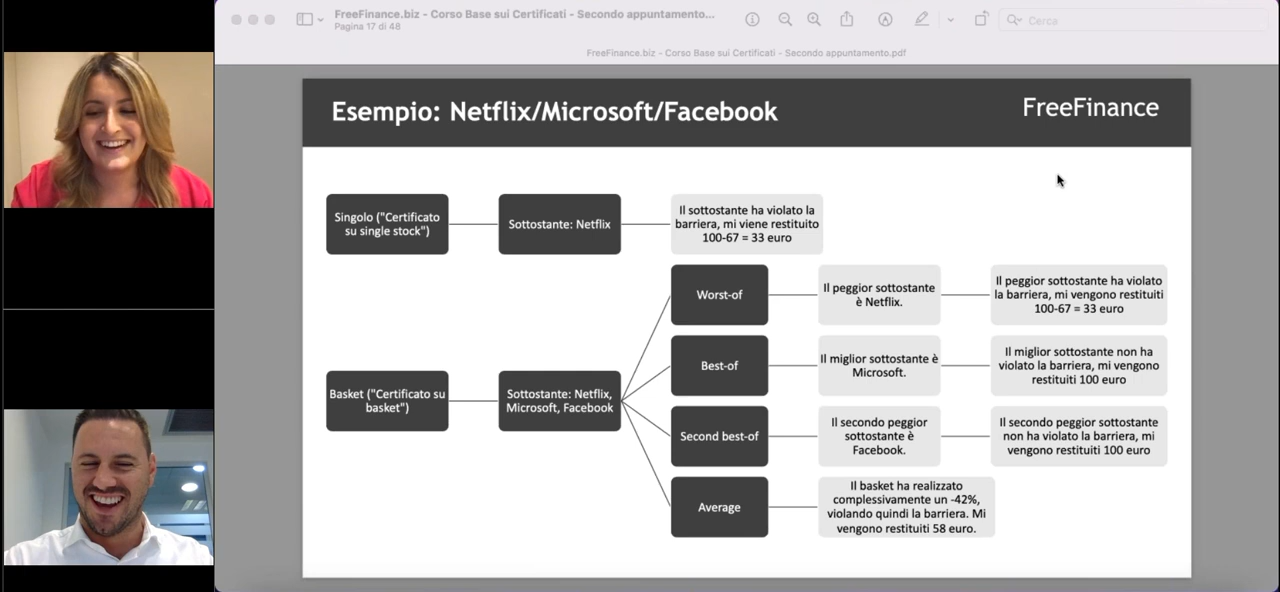 FreeFinance.biz - Corso Base sui Certificati - Secondo appuntamento...
Pagina 17 di 48
Cerca
FreeFinance.biz - Corso Base sui Certificati - Secondo appuntamento.pdf
Esempio: Netflix/Microsoft/Facebook
FreeFinance
Singolo ("Certificato
su single stock")
Sottostante: Netflix
Il sottostante ha violato la
barriera, mi viene restituito
100-67 = 33 euro
Basket ("Certificato su
basket")
Sottostante: Netflix,
Microsoft, Facebook
Worst-of
Il peggior sottostante
è Netflix.
Il peggior sottostante ha violato
la barriera, mi vengono restituiti
100-67 = 33 euro
Best-of
Il miglior sottostante è
Microsoft.
Il miglior sottostante non ha
violato la barriera, mi vengono
restituiti 100 euro
Second best-of
Il secondo peggior
sottostante è
Facebook.
Il secondo peggior sottostante
non ha violato la barriera, mi
vengono restituiti 100 euro
Average
Il basket ha realizzato
complessivamente un -42%,
violando quindi la barriera. Mi
vengono restituiti 58 euro.